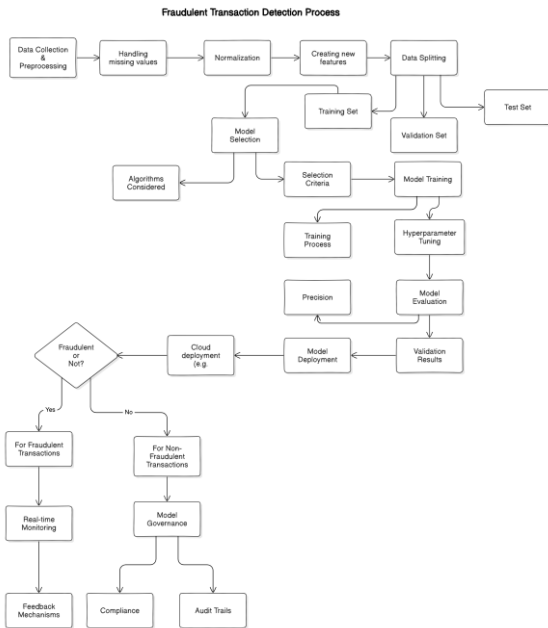 Fraudulent Transaction Detection Process
Data Collection
&
Preprocessing
Handling
missing values
Normalization
Creating new
features
Data Splitting
Training Set
Validation Set
Test Set
Model
Selection
Algorithms
Considered
Selection
Criteria
Model Training
Training
Process
Hyperparameter
Tuning
Precision
Model
Evaluation
Fraudulent
or
Not?
Cloud
deployment
(e.g.
Model
Deployment
Validation
Results
Yes
No
For Fraudulent
Transactions
For Non-
Fraudulent
Transactions
Real-time
Monitoring
Model
Governance
Feedback
Mechanisms
Compliance
Audit Trails